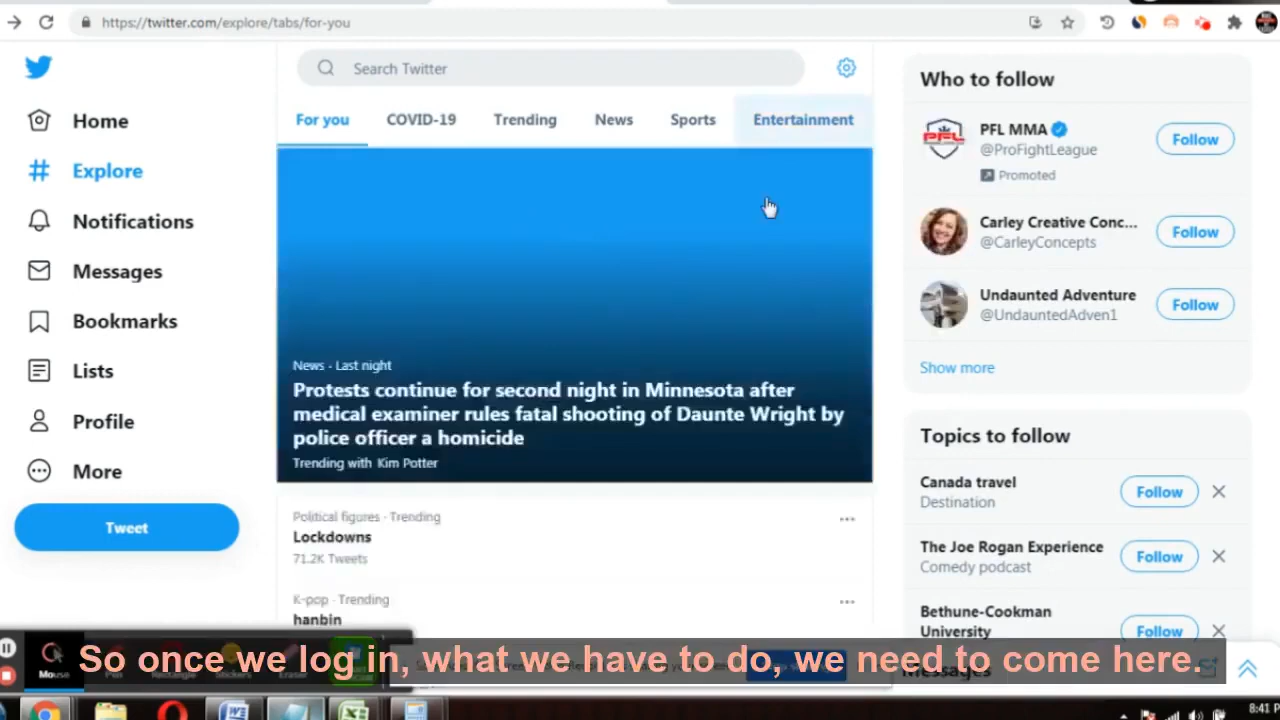 https://twitter.com/explore/tabs/for-you
Home
Explore
Notifications
Messages
Bookmarks
Lists
Profile
More
Tweet
Search Twitter
For you COVID-19 Trending News Sports Entertainment
News · Last night
Protests continue for second night in Minnesota after
medical examiner rules fatal shooting of Daunte Wright by
police officer a homicide
Trending with Kim Potter
Political figures · Trending
Lockdowns
71.2K Tweets
K-pop · Trending
hanbin
Who to follow
PFL MMA
@ProFightLeague
Follow
Promoted
Carley Creative Conc...
@CarleyConcepts
Follow
Undaunted Adventure
@UndauntedAdven1
Follow
Show more
Topics to follow
Canada travel
Destination
Follow
The Joe Rogan Experience
Comedy podcast
Follow
Bethune-Cookman
University
Follow
So once we log in, what we have to do, we need to come here.
Mouse
Messages
8:41 P